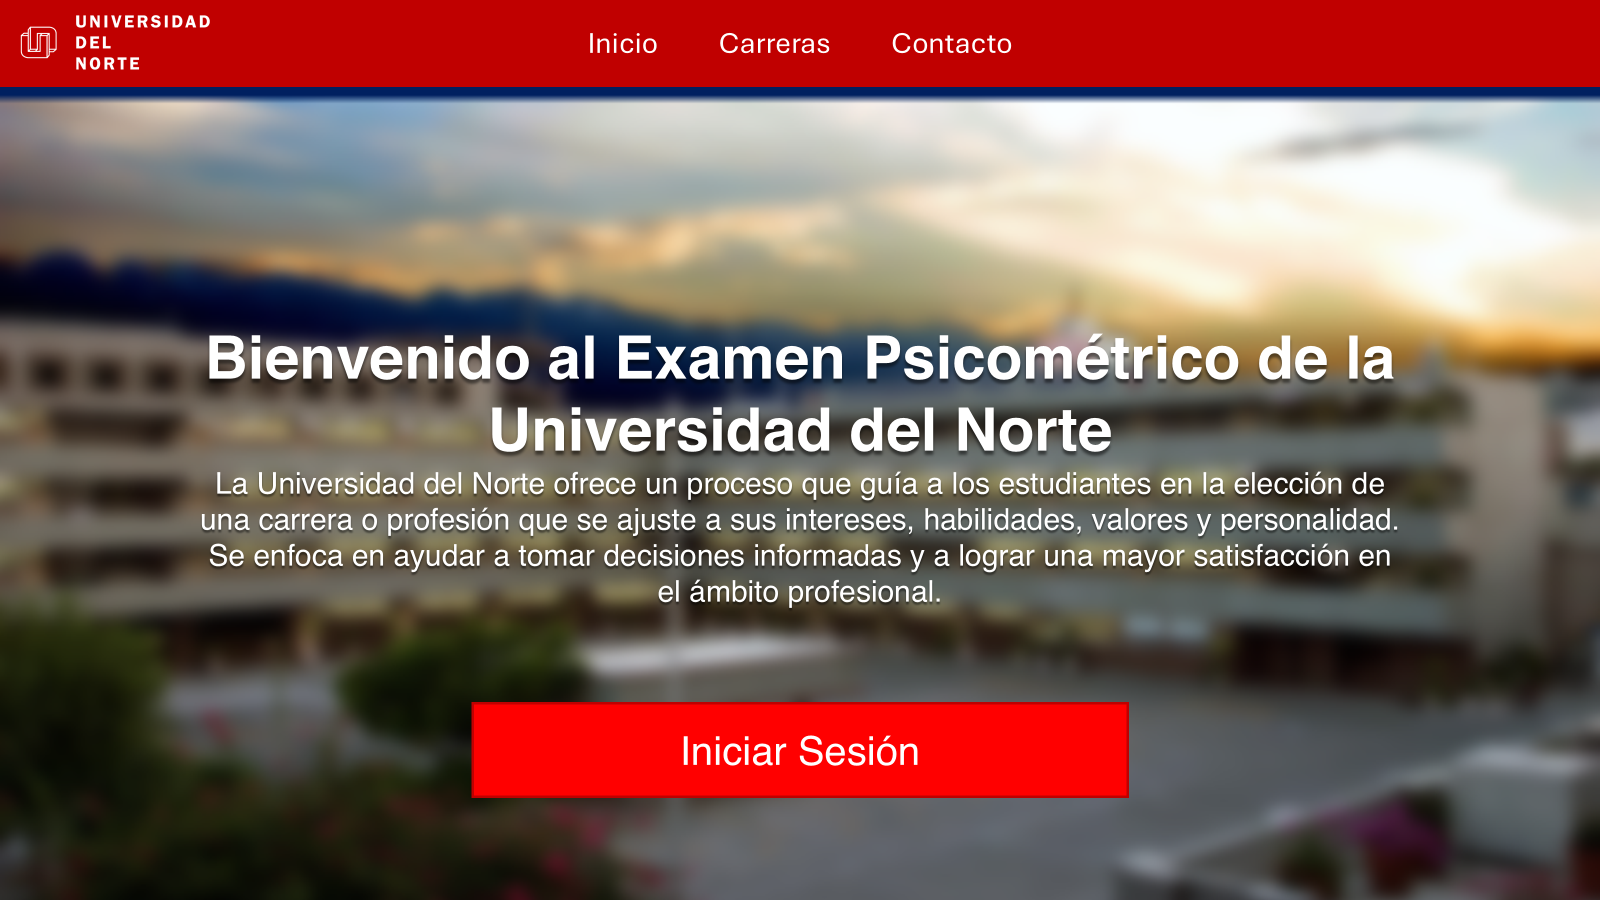 UNIVERSIDAD
DEL
NORTE
Inicio Carreras Contacto
Bienvenido al Examen Psicométrico de la
Universidad del Norte
La Universidad del Norte ofrece un proceso que guía a los estudiantes en la elección de
una carrera o profesión que se ajuste a sus intereses, habilidades, valores y personalidad.
Se enfoca en ayudar a tomar decisiones informadas y a lograr una mayor satisfacción en
el ámbito profesional.
Iniciar Sesión